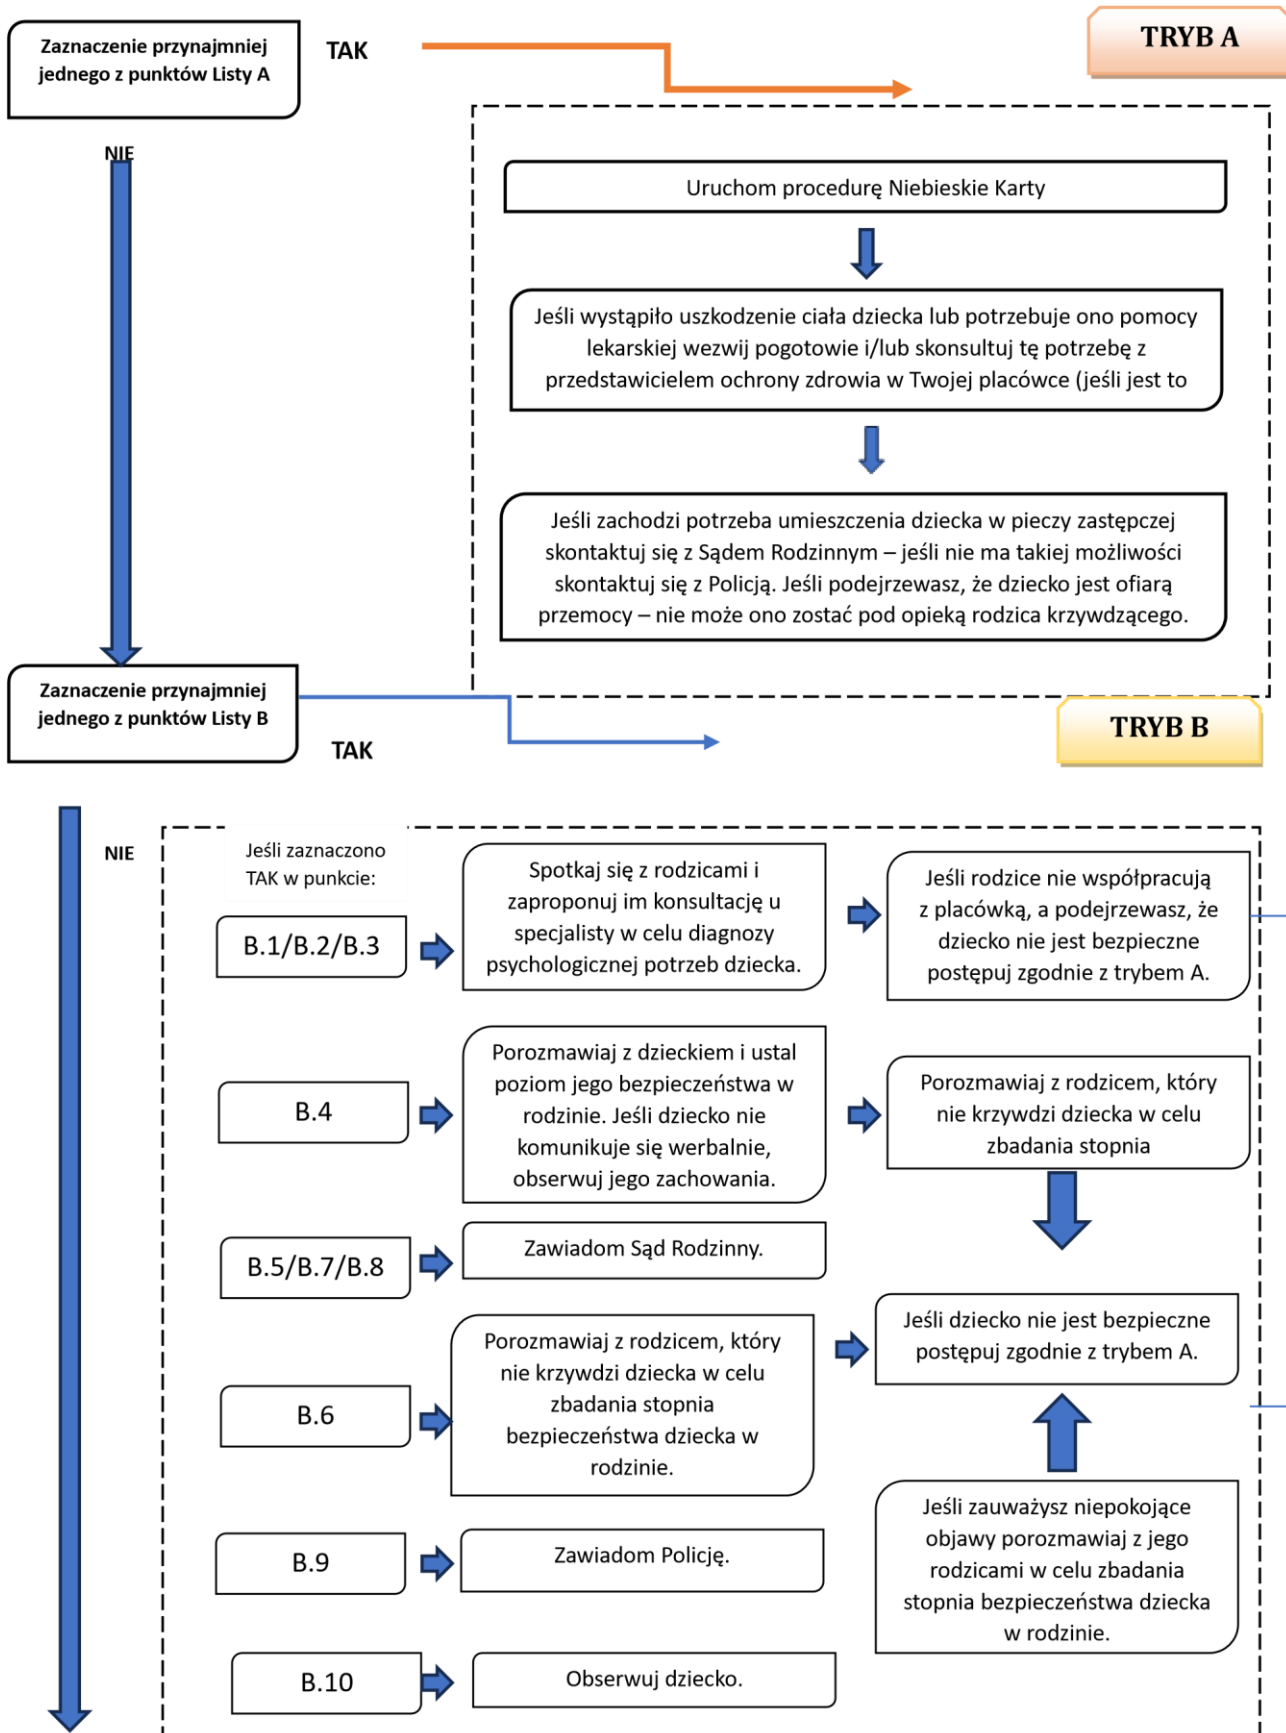 Zaznaczenie przynajmniej
jednego z punktów Listy A
TAK
TRYB A
NIE
Uruchom procedurę Niebieskie Karty
Jeśli wystąpiło uszkodzenie ciała dziecka lub potrzebuje ono pomocy
lekarskiej wezwij pogotowie i/lub skonsultuj tę potrzebę z
przedstawicielem ochrony zdrowia w Twojej placówce (jeśli jest to
Jeśli zachodzi potrzeba umieszczenia dziecka w pieczy zastępczej
skontaktuj się z Sądem Rodzinnym – jeśli nie ma takiej możliwości
skontaktuj się z Policją. Jeśli podejrzewasz, że dziecko jest ofiarą
przemocy – nie może ono zostać pod opieką rodzica krzywdzącego.
Zaznaczenie przynajmniej
jednego z punktów Listy B
TAK
TRYB B
NIE
Jeśli zaznaczono
TAK w punkcie:
B.1/B.2/B.3
Spotkaj się z rodzicami i
zaproponuj im konsultację u
specjalisty w celu diagnozy
psychologicznej potrzeb dziecka.
Jeśli rodzice nie współpracują
z placówką, a podejrzewasz, że
dziecko nie jest bezpieczne
postępuj zgodnie z trybem A.
B.4
Porozmawiaj z dzieckiem i ustal
poziom jego bezpieczeństwa w
rodzinie. Jeśli dziecko nie
komunikuje się werbalnie,
obserwuj jego zachowania.
Porozmawiaj z rodzicem, który
nie krzywdzi dziecka w celu
zbadania stopnia
B.5/B.7/B.8
Zawiadom Sąd Rodzinny.
Jeśli dziecko nie jest bezpieczne
postępuj zgodnie z trybem A.
B.6
Porozmawiaj z rodzicem, który
nie krzywdzi dziecka w celu
zbadania stopnia
bezpieczeństwa dziecka w
rodzinie.
Jeśli zauważysz niepokojące
objawy porozmawiaj z jego
rodzicami w celu zbadania
stopnia bezpieczeństwa dziecka
w rodzinie.
B.9
Zawiadom Policję.
B.10
Obserwuj dziecko.